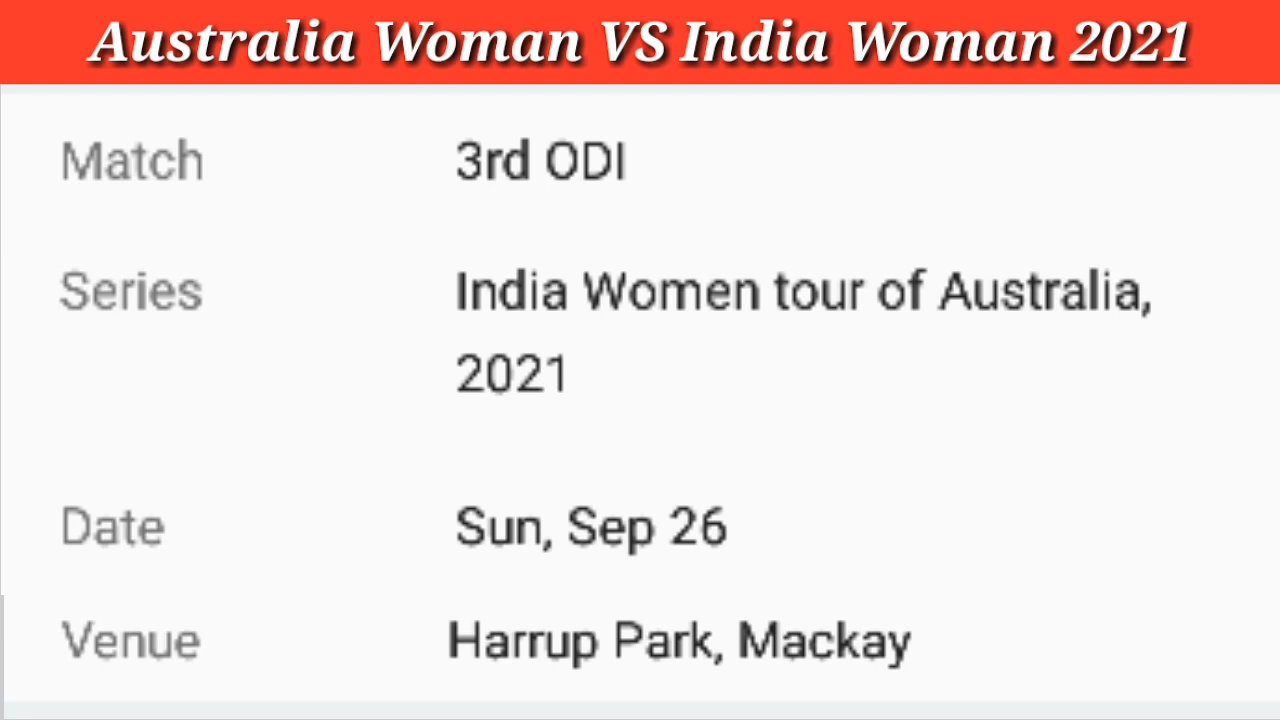 Australia Woman VS India Woman 2021
Match 3rd ODI
Series India Women tour of Australia,
2021
Date Sun, Sep 26
Venue Harrup Park, Mackay